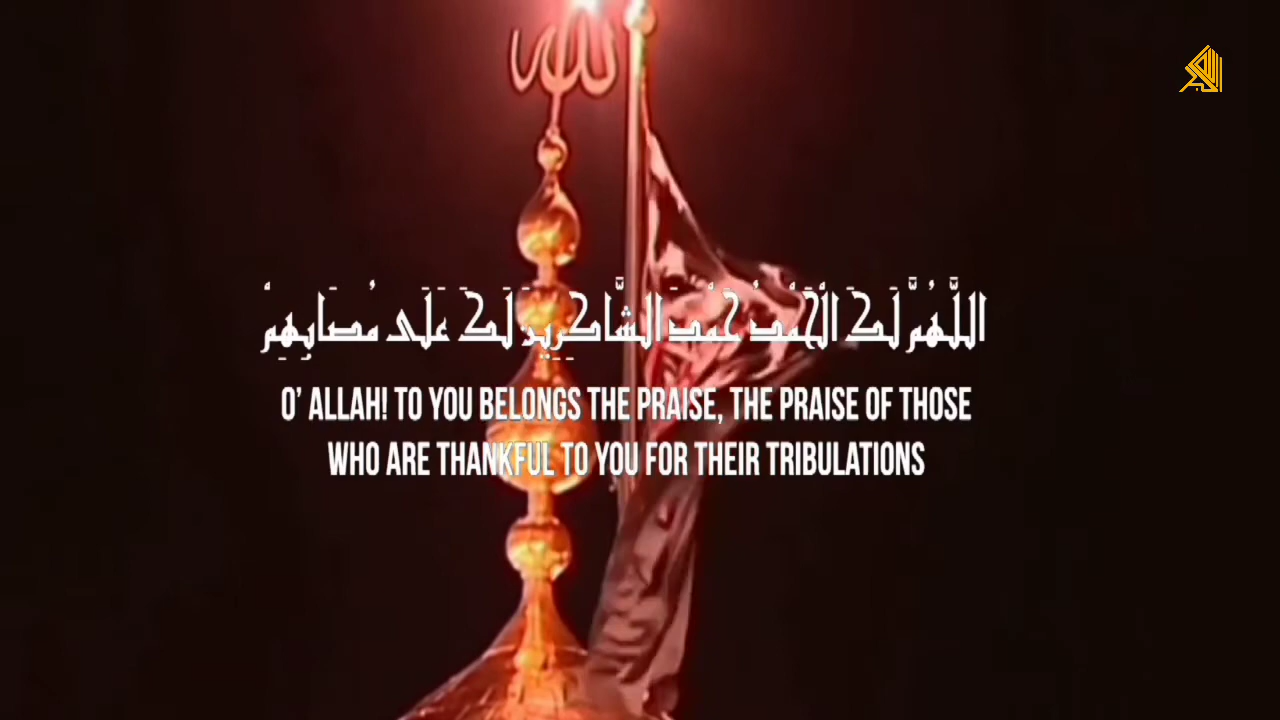 الله
اللَّهُمَّ لَكَ الْحَمْدُ حَمْدَ الشَّاكِرِينَ لَكَ عَلَى مُصَابِهِمْ
O’ ALLAH! TO YOU BELONGS THE PRAISE, THE PRAISE OF THOSE
WHO ARE THANKFUL TO YOU FOR THEIR TRIBULATIONS